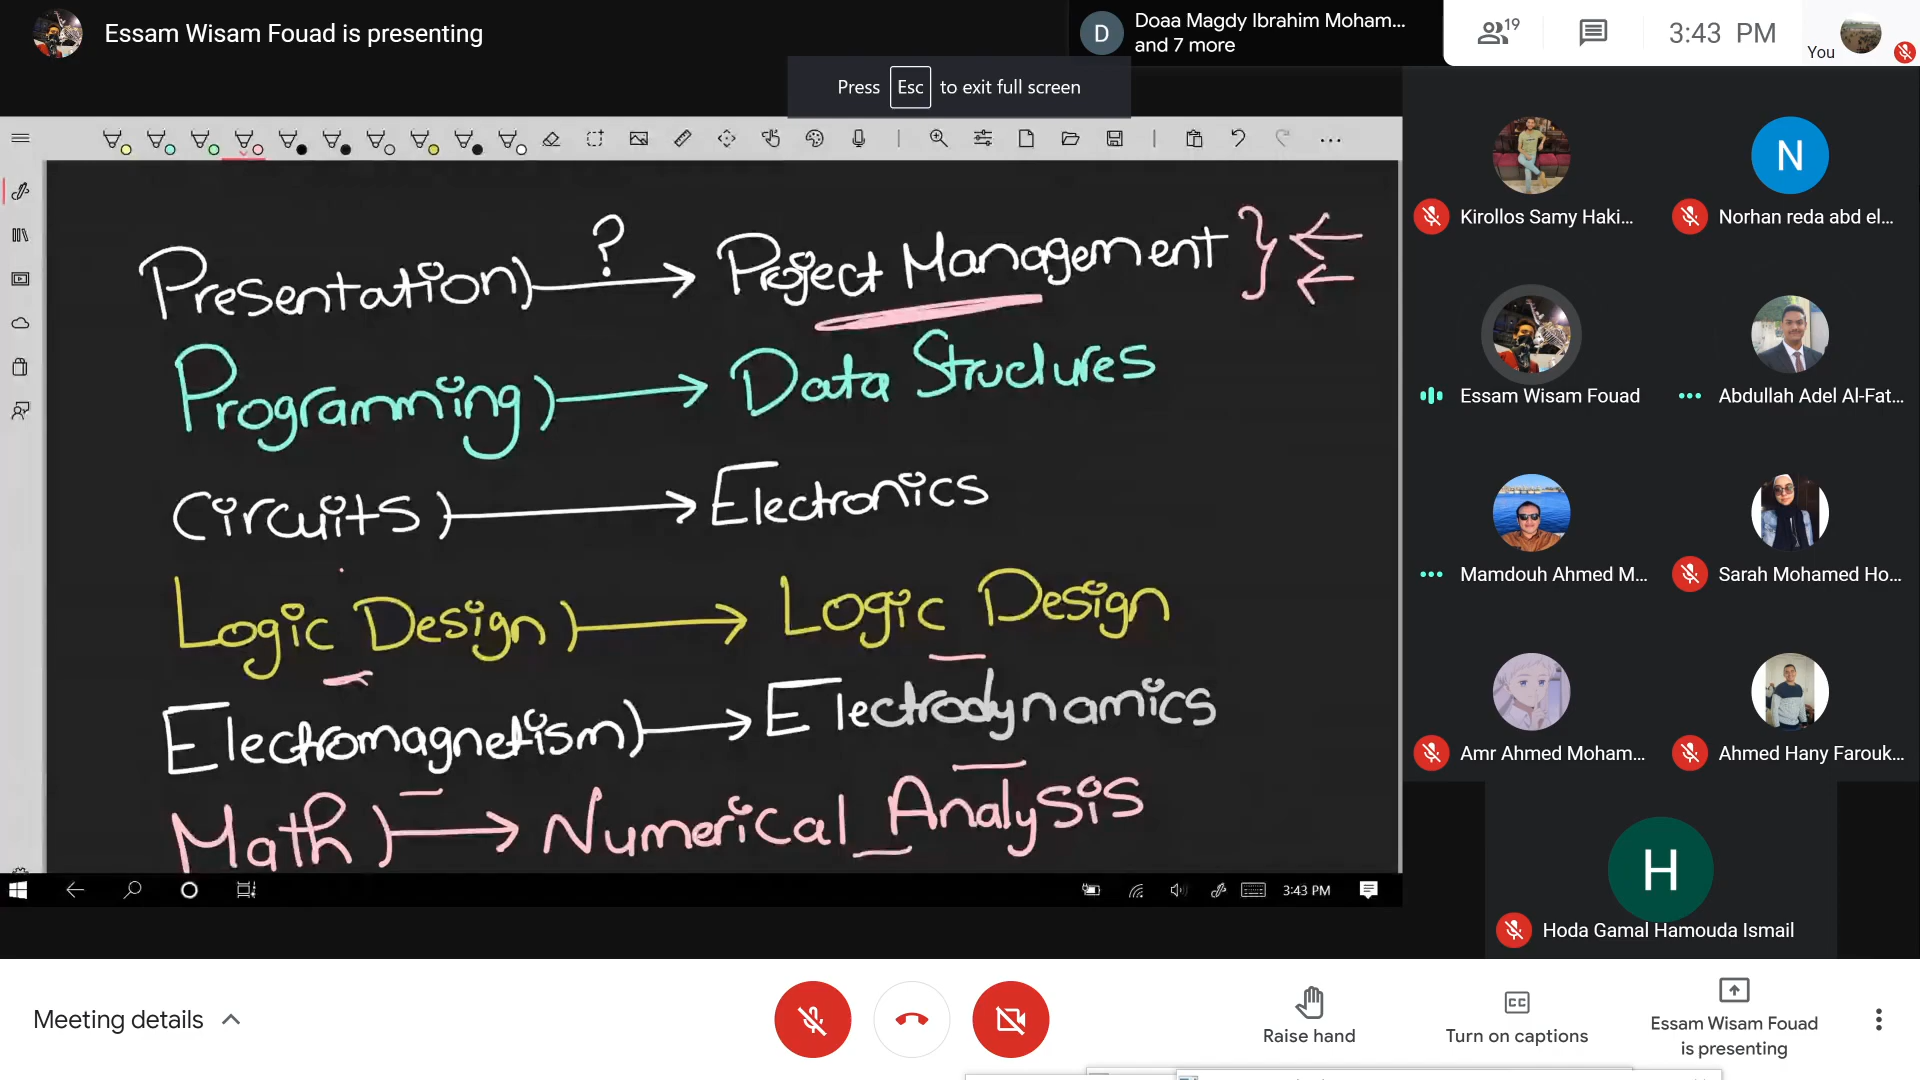 Essam Wisam Fouad is presenting
D
Doaa Magdy Ibrahim Moham...
and 7 more
19
3:43 PM
You
Press Esc to exit full screen
Presentation) ? → Project Management } ← ←
Programming) → Data Structures
Circuits) → Electronics
Logic Design) → Logic Design
Electromagnetism) → Electrodynamics
Math) → Numerical Analysis
3:43 PM
Kirollos Samy Haki...
N
Norhan reda abd el...
Essam Wisam Fouad
Abdullah Adel Al-Fat...
Mamdouh Ahmed M...
Sarah Mohamed Ho...
Amr Ahmed Moham...
Ahmed Hany Farouk...
H
Hoda Gamal Hamouda Ismail
Meeting details
Raise hand
CC
Turn on captions
Essam Wisam Fouad
is presenting